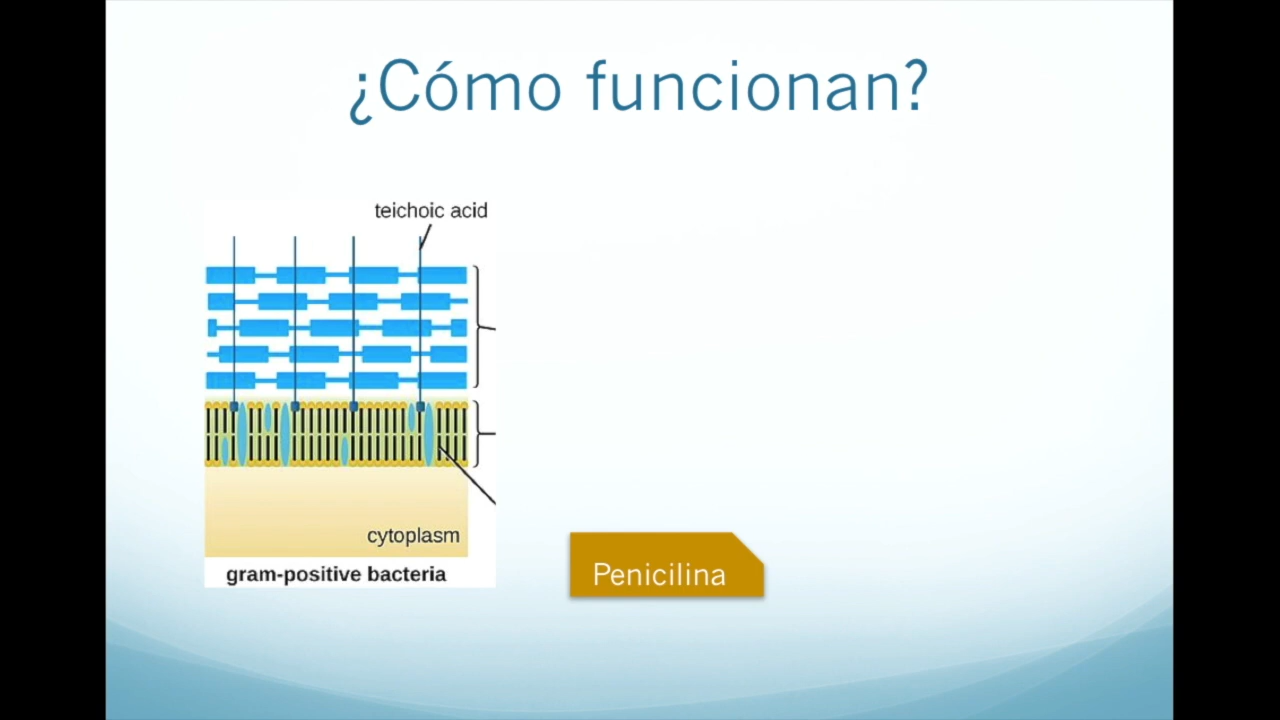 ¿Cómo funcionan?
teichoic acid
cytoplasm
gram-positive bacteria
Penicilina